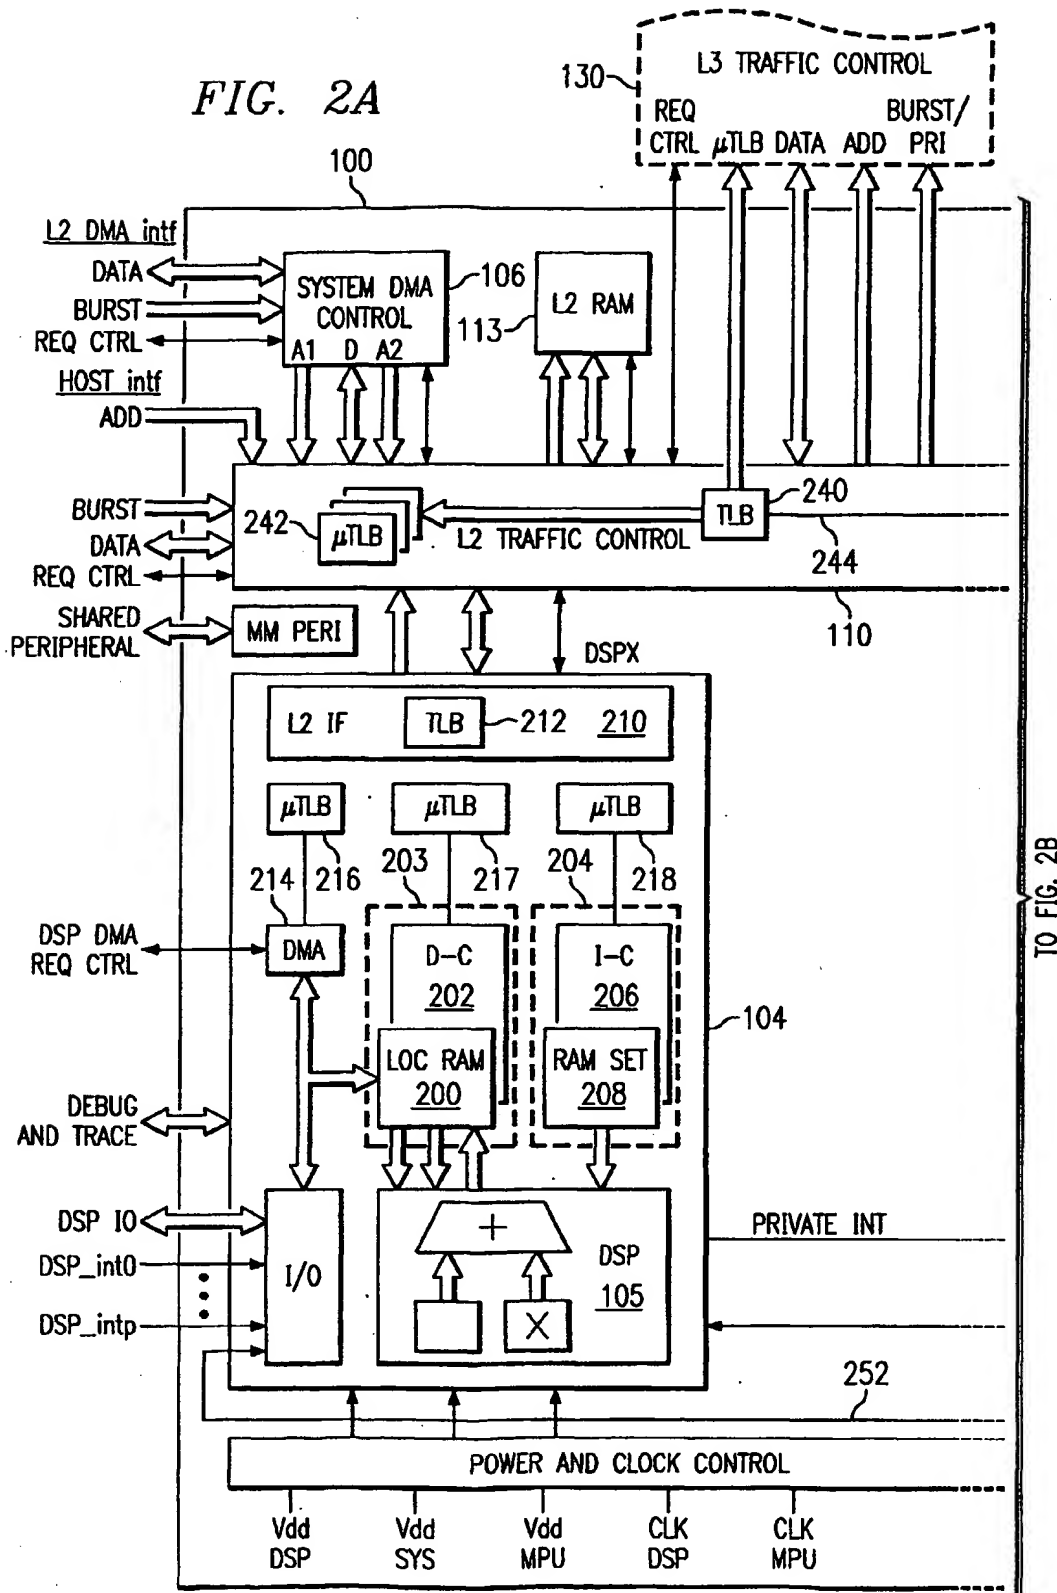 FIG. 2A
130
L3 TRAFFIC CONTROL
REQ
CTRL
μTLB
DATA
ADD
BURST/
PRI
100
L2 DMA intf
DATA
BURST
REQ CTRL
SYSTEM DMA
CONTROL
A1 D A2
106
113
L2 RAM
HOST intf
ADD
BURST
DATA
REQ CTRL
242
μTLB
L2 TRAFFIC CONTROL
TLB
240
244
110
SHARED
PERIPHERAL
MM PERI
DSPX
L2 IF
TLB
212
210
μTLB
μTLB
μTLB
214
216
203
217
204
218
DSP DMA
REQ CTRL
DMA
D-C
202
I-C
206
104
LOC RAM
200
RAM SET
208
DEBUG
AND TRACE
DSP IO
DSP_int0
DSP_intp
I/O
+
X
DSP
105
PRIVATE INT
252
POWER AND CLOCK CONTROL
Vdd
DSP
Vdd
SYS
Vdd
MPU
CLK
DSP
CLK
MPU
TO FIG. 2B